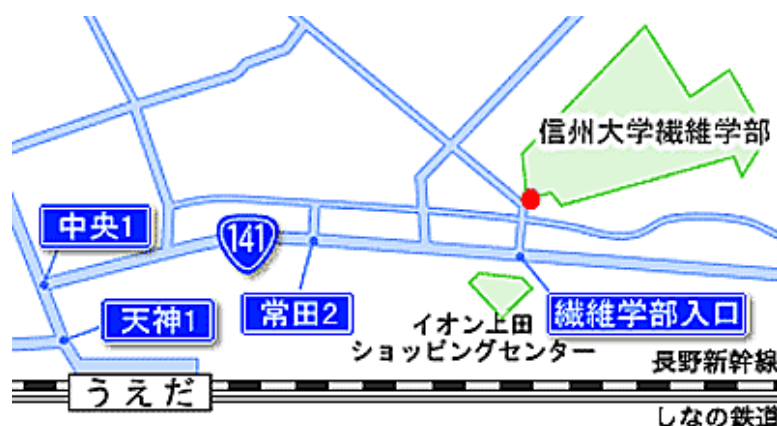 信州大学繊維学部
中央1
141
天神1
常田2
繊維学部入口
イオン上田
ショッピングセンター
長野新幹線
うえだ
しなの鉄道